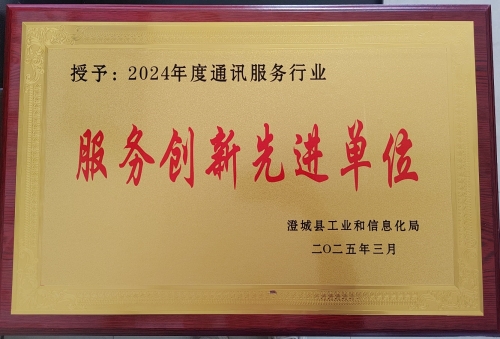 授予：2024年度通讯服务行业
服务创新先进单位
澄城县工业和信息化局
二〇二五年三月